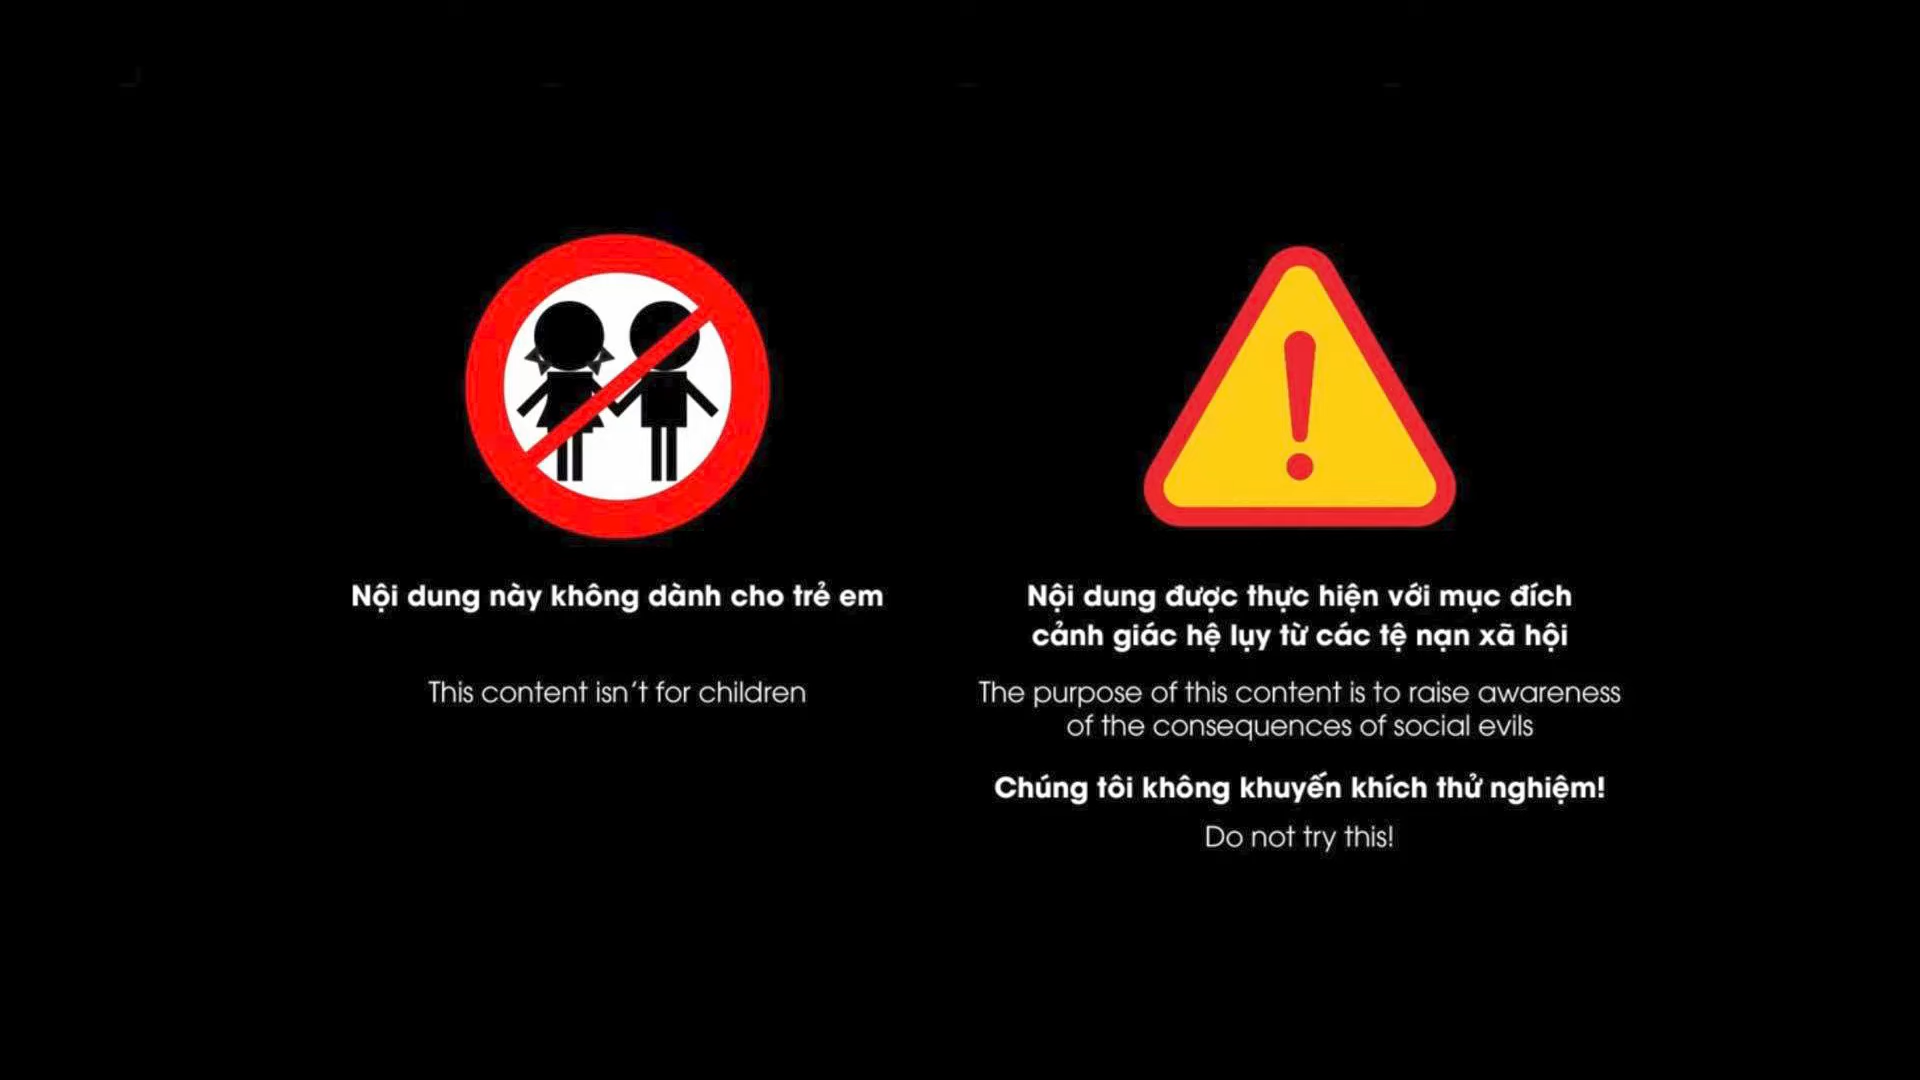 Nội dung này không dành cho trẻ em
This content isn't for children
Nội dung được thực hiện với mục đích
cảnh giác hệ lụy từ các tệ nạn xã hội
The purpose of this content is to raise awareness
of the consequences of social evils
Chúng tôi không khuyến khích thử nghiệm!
Do not try this!